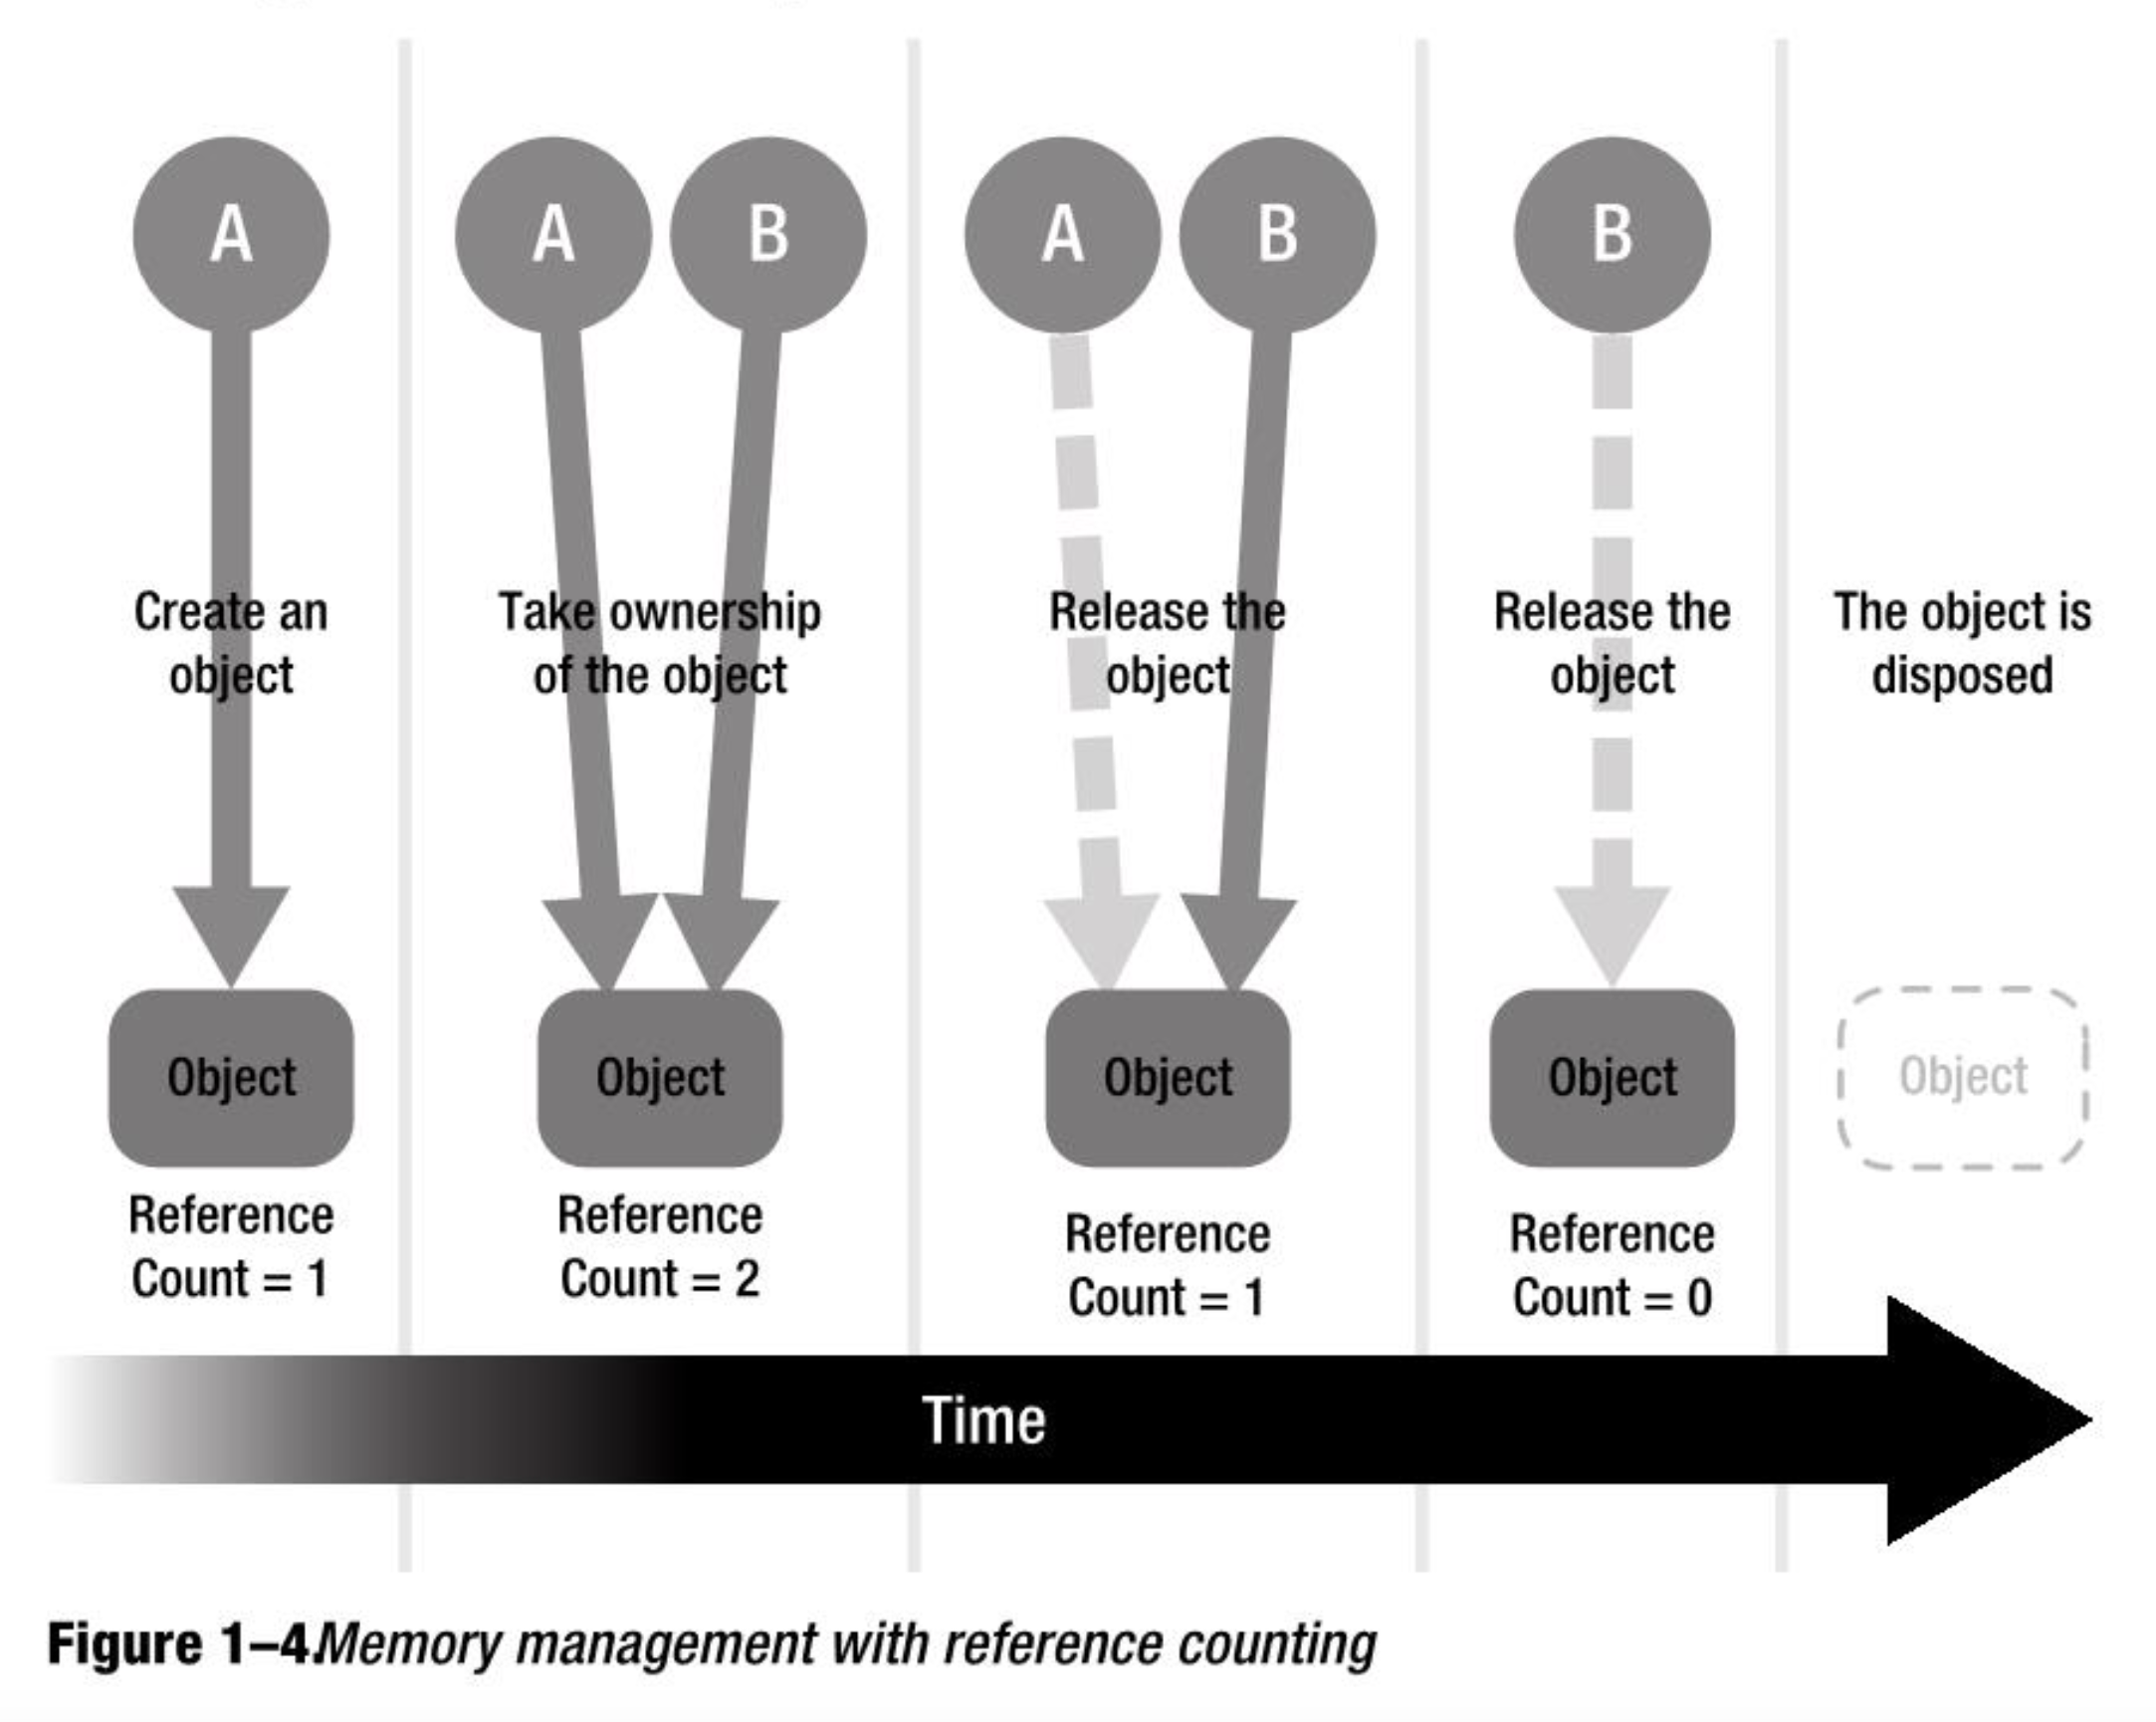 A
A
B
A
B
B
Create an
object
Take ownership
of the object
Release the
object
Release the
object
The object is
disposed
Object
Object
Object
Object
Object
Reference
Count = 1
Reference
Count = 2
Reference
Count = 1
Reference
Count = 0
Time
Figure 1–4.Memory management with reference counting